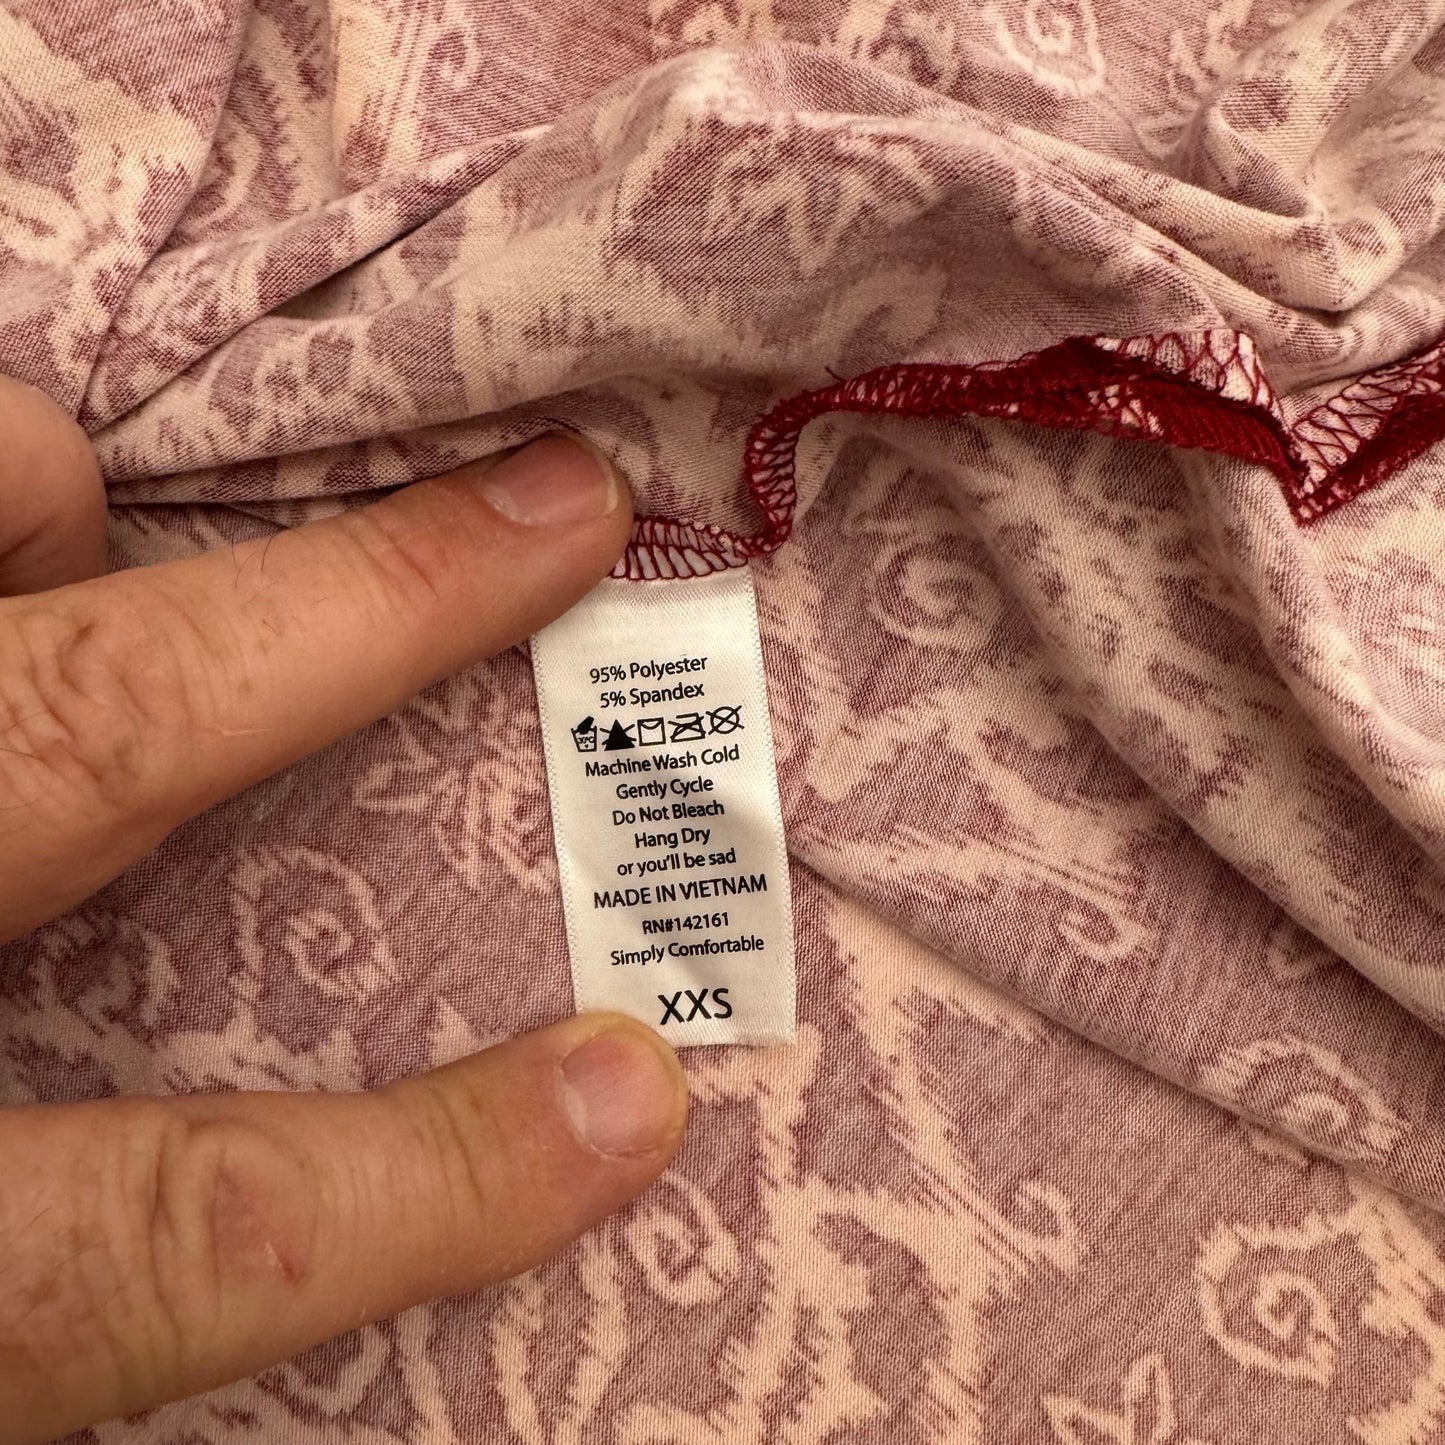 95% Polyester
5% Spandex
30°C
Machine Wash Cold
Gently Cycle
Do Not Bleach
Hang Dry
or you'll be sad
MADE IN VIETNAM
RN#142161
Simply Comfortable
XXS